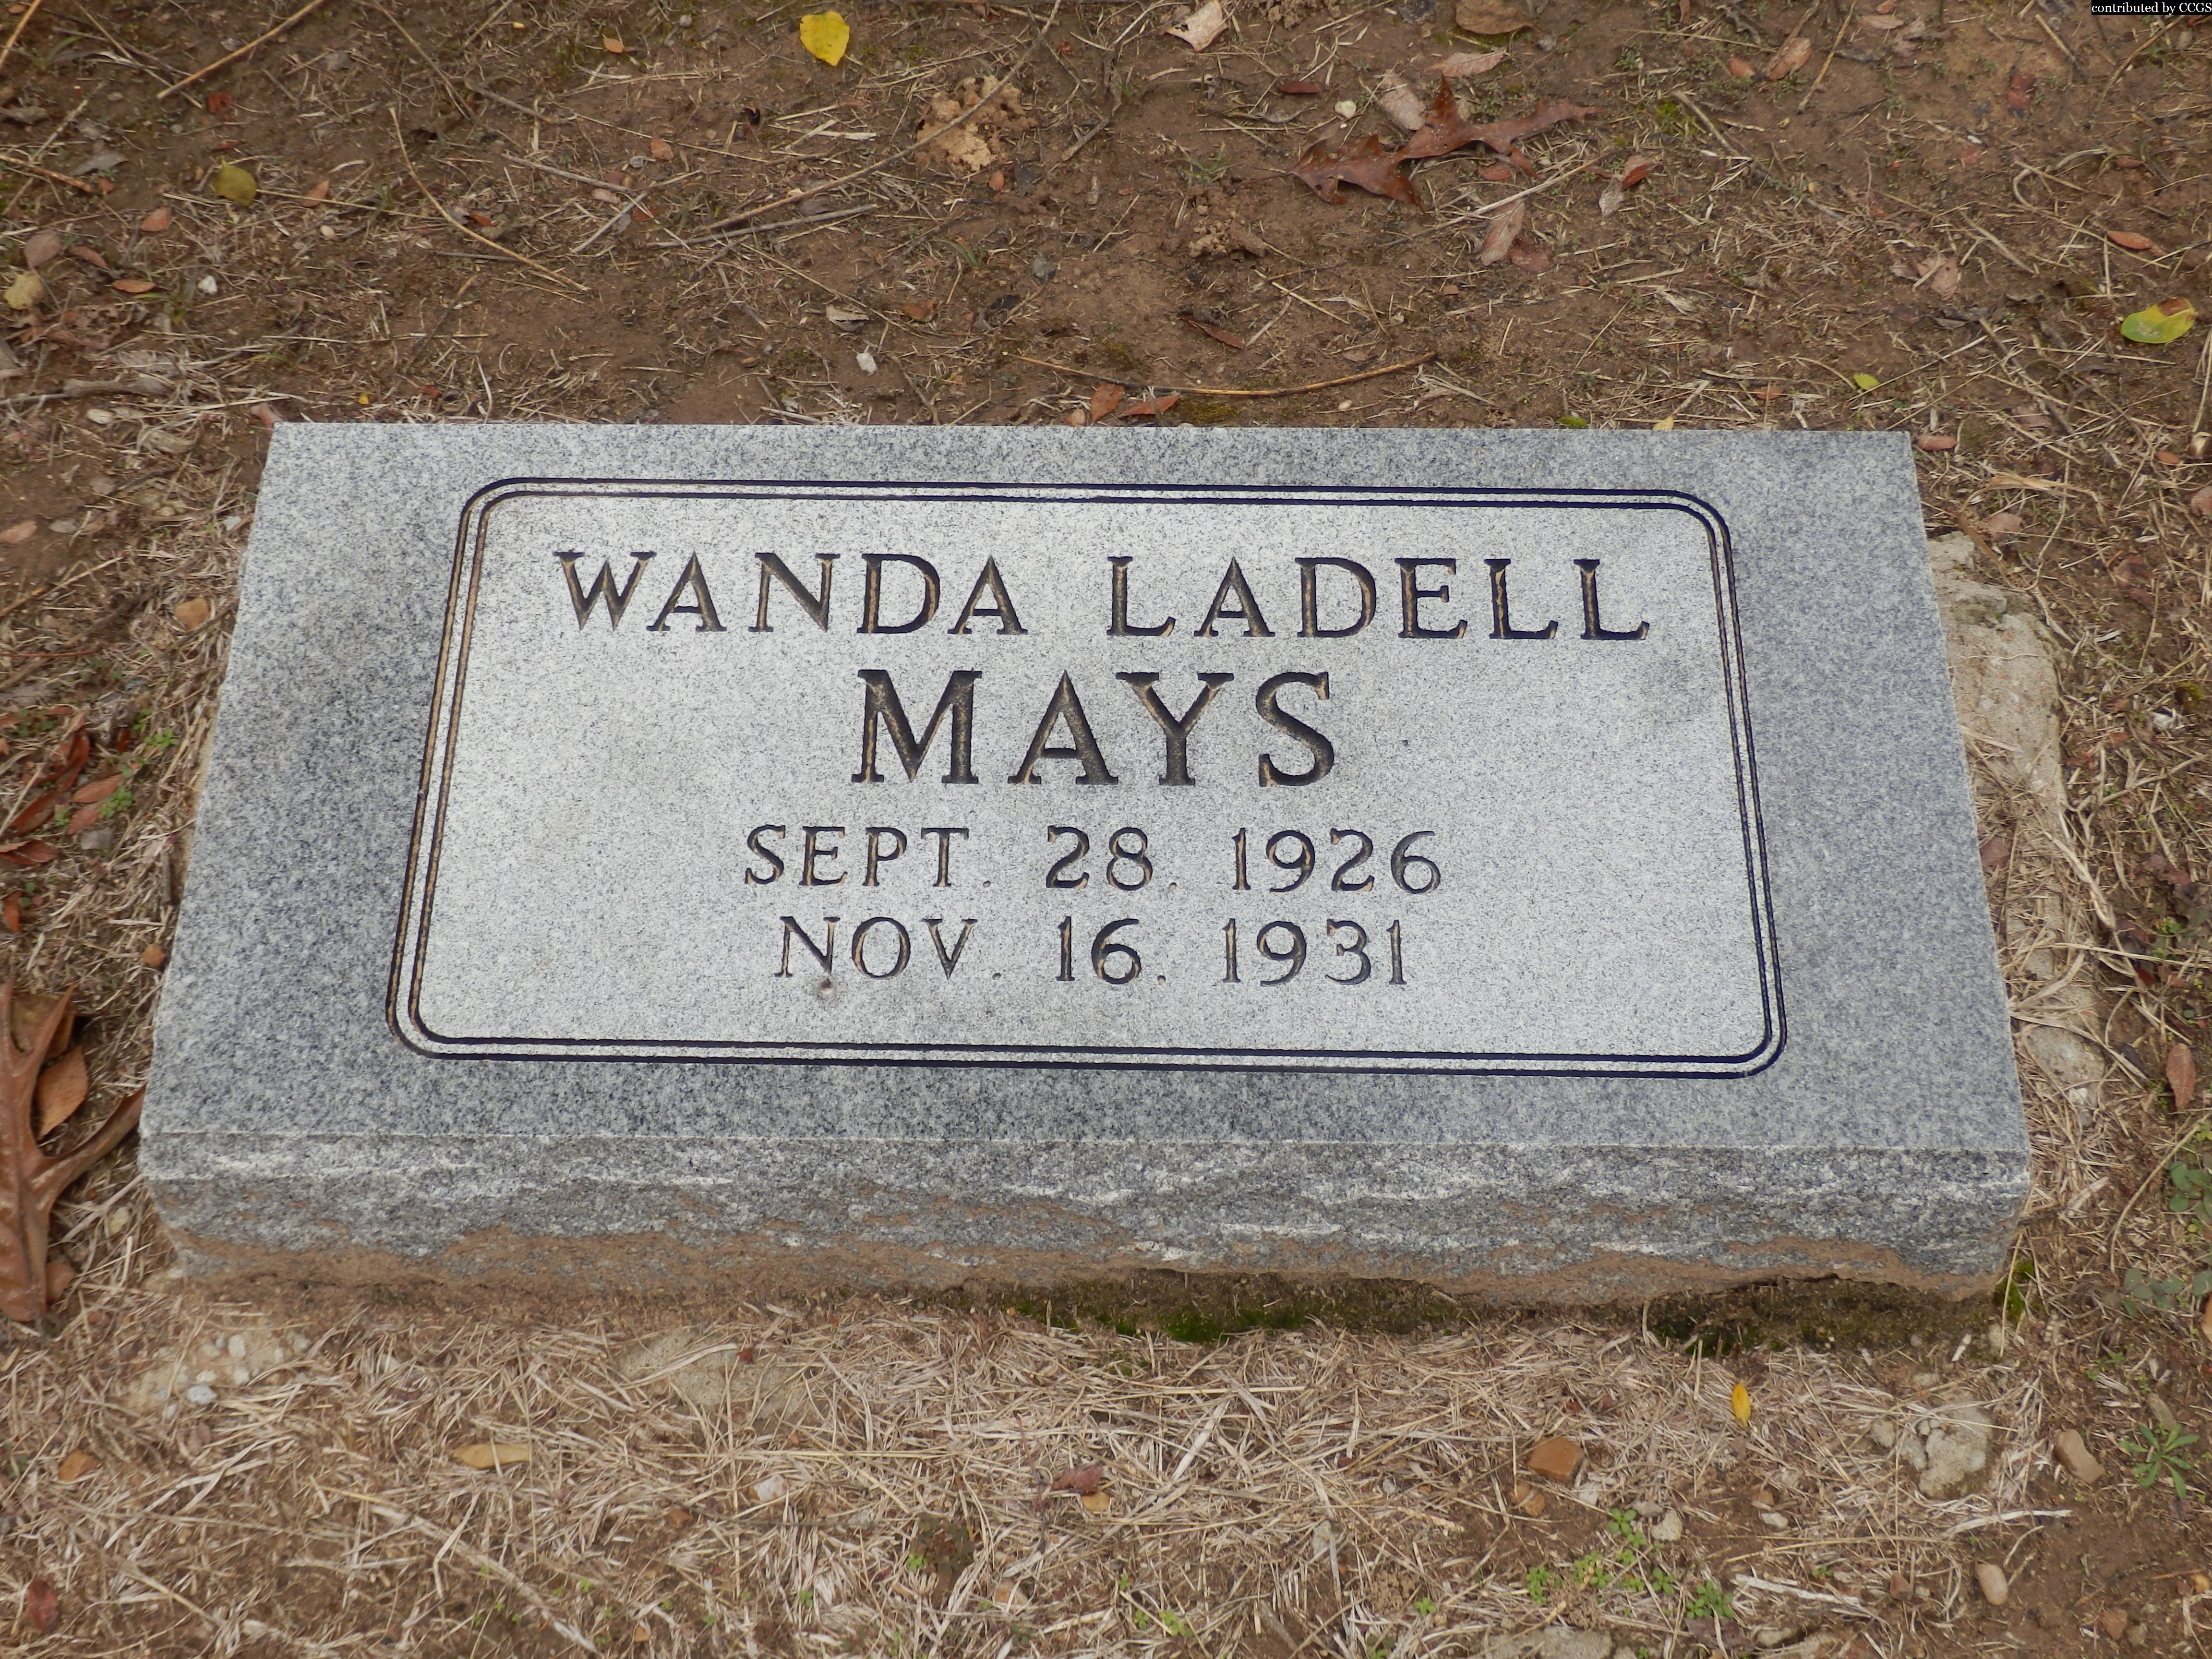 contributed by CCGS
WANDA LADELL
MAYS
SEPT. 28. 1926
NOV. 16. 1931